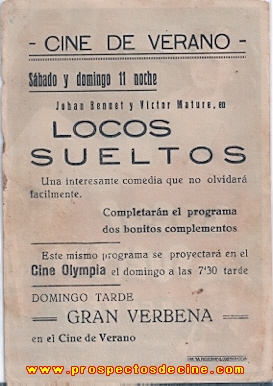 - CINE DE VERANO -
Sábado y domingo 11 noche
Johan Bennet y Victor Mature, en
LOCOS
SUELTOS
Una interesante comedia que no olvidará
facilmente.
Completarán el programa
dos bonitos complementos
Este mismo programa se proyectará en el
Cine Olympia el domingo a las 7'30 tarde
DOMINGO TARDE
GRAN VERBENA
en el Cine de Verano
www.prospectosdecine.com